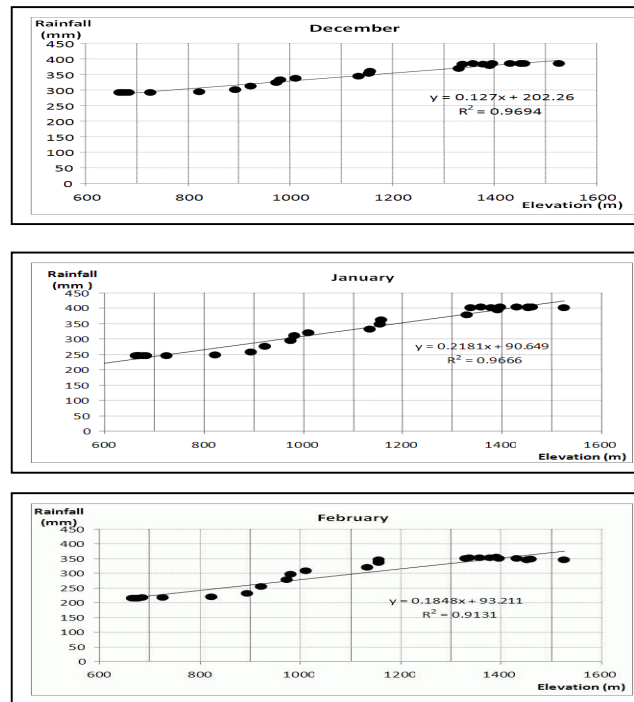 Rainfall
(mm)
December
450
400
350
300
250
200
150
100
50
0
y = 0.127x + 202.26
R² = 0.9694
600 800 1000 1200 1400 1600
Elevation (m)
Rainfall
(mm )
January
450
400
350
300
250
200
150
100
50
0
y = 0.2181x + 90.649
R² = 0.9666
600 800 1000 1200 1400 1600
Elevation (m)
Rainfall
(mm)
February
450
400
350
300
250
200
150
100
50
0
y = 0.1848x + 93.211
R² = 0.9131
600 800 1000 1200 1400 1600
Elevation (m)